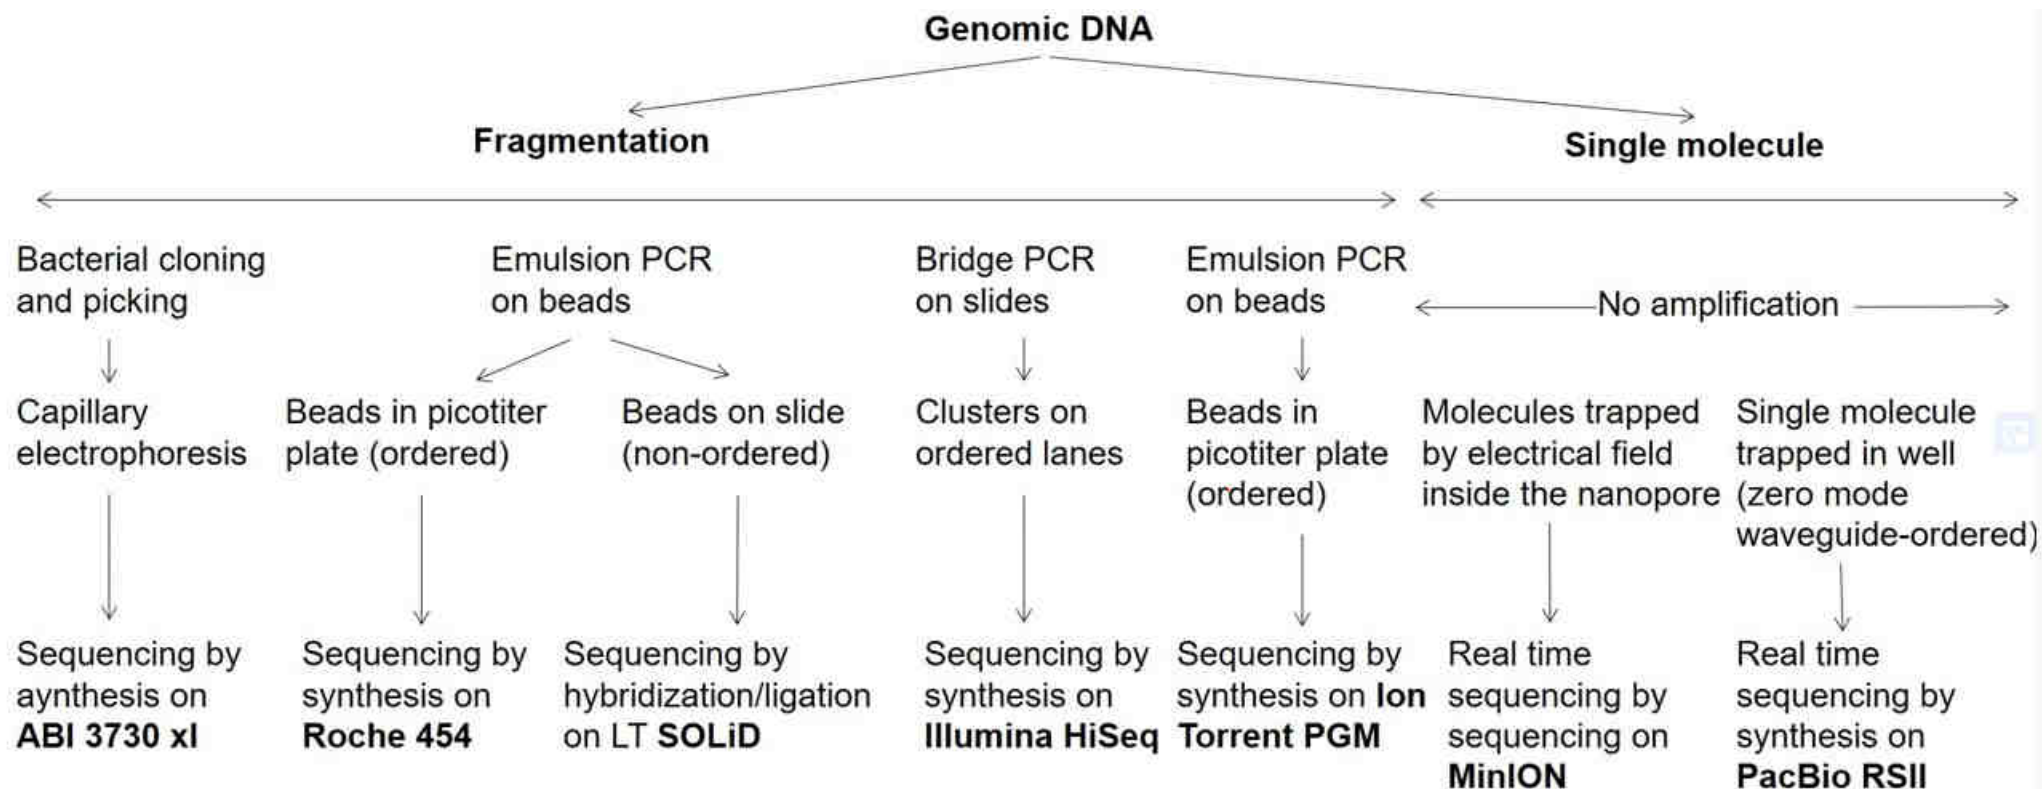 Genomic DNA
Fragmentation
Single molecule
Bacterial cloning
and picking
Emulsion PCR
on beads
Bridge PCR
on slides
Emulsion PCR
on beads
No amplification
Capillary
electrophoresis
Beads in picotiter
plate (ordered)
Beads on slide
(non-ordered)
Clusters on
ordered lanes
Beads in
picotiter plate
(ordered)
Molecules trapped
by electrical field
inside the nanopore
Single molecule
trapped in well
(zero mode
waveguide-ordered)
Sequencing by
aynthesis on
ABI 3730 xl
Sequencing by
synthesis on
Roche 454
Sequencing by
hybridization/ligation
on LT SOLiD
Sequencing by
synthesis on
Illumina HiSeq
Sequencing by
synthesis on Ion
Torrent PGM
Real time
sequencing by
sequencing on
MinION
Real time
sequencing by
synthesis on
PacBio RSII